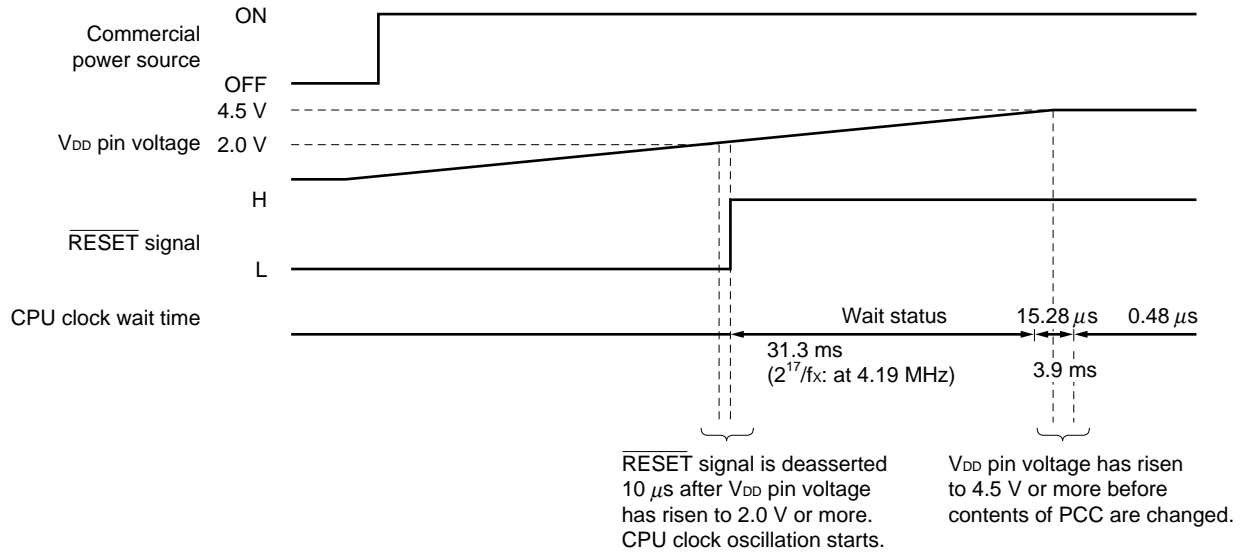 ON
Commercial
power source
OFF
4.5 V
VDD pin voltage 2.0 V
H
RESET signal
L
CPU clock wait time
Wait status
15.28 μs
0.48 μs
31.3 ms
(2¹⁷/fX: at 4.19 MHz)
3.9 ms
RESET signal is deasserted
10 μs after VDD pin voltage
has risen to 2.0 V or more.
CPU clock oscillation starts.
VDD pin voltage has risen
to 4.5 V or more before
contents of PCC are changed.